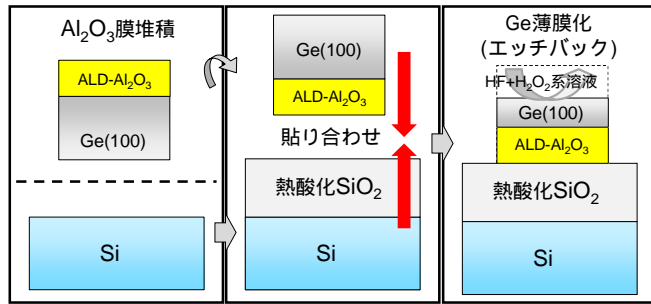 Al₂O₃膜堆積
ALD-Al₂O₃
Ge(100)
Si
Ge(100)
ALD-Al₂O₃
貼り合わせ
熱酸化SiO₂
Si
Ge薄膜化
(エッチバック)
HF+H₂O₂系溶液
Ge(100)
ALD-Al₂O₃
熱酸化SiO₂
Si